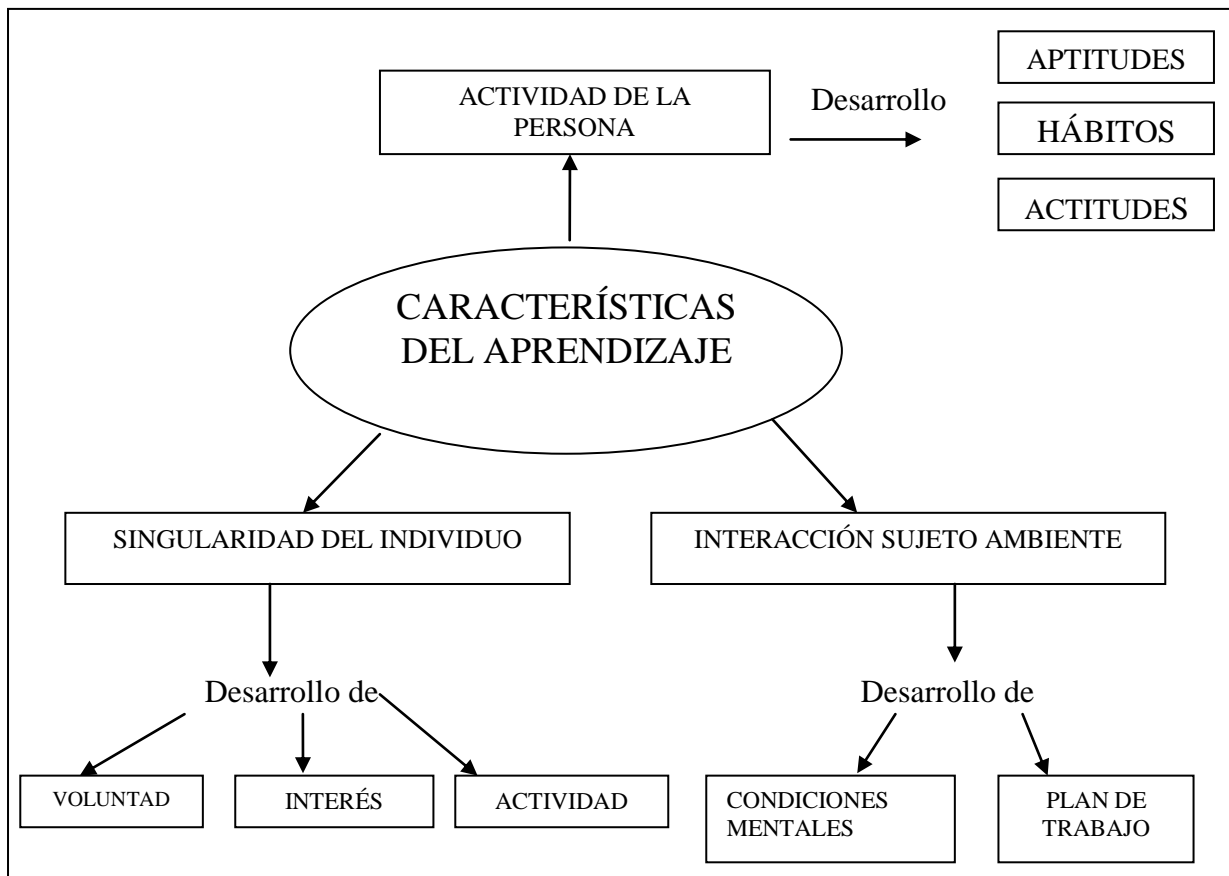 ACTIVIDAD DE LA
PERSONA
Desarrollo
APTITUDES
HÁBITOS
ACTITUDES
CARACTERÍSTICAS
DEL APRENDIZAJE
SINGULARIDAD DEL INDIVIDUO
INTERACCIÓN SUJETO AMBIENTE
Desarrollo de
Desarrollo de
VOLUNTAD
INTERÉS
ACTIVIDAD
CONDICIONES
MENTALES
PLAN DE
TRABAJO